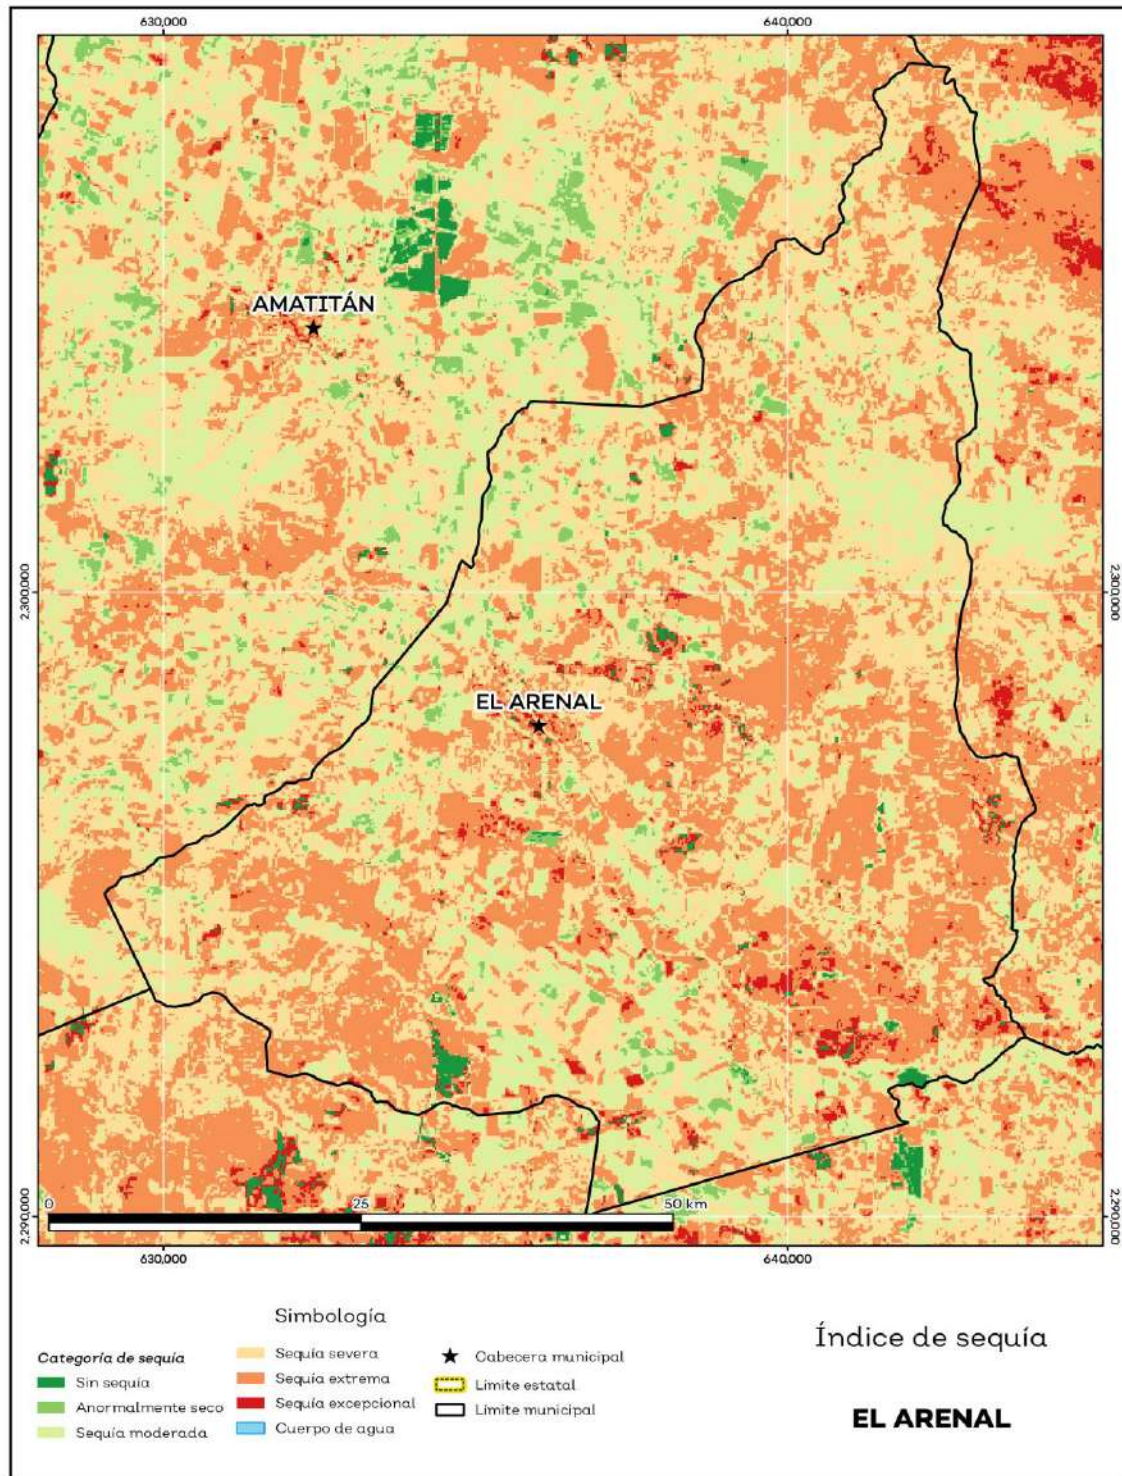 630,000
640,000
AMATITÁN
2,300,000
2,300,000
EL ARENAL
0
25
50 km
2,290,000
2,290,000
630,000
640,000
Simbología
Categoría de sequía
Sin sequía
Anormalmente seco
Sequía moderada
Sequía severa
Sequía extrema
Sequía excepcional
Cuerpo de agua
Cabecera municipal
Límite estatal
Límite municipal
Índice de sequía
EL ARENAL